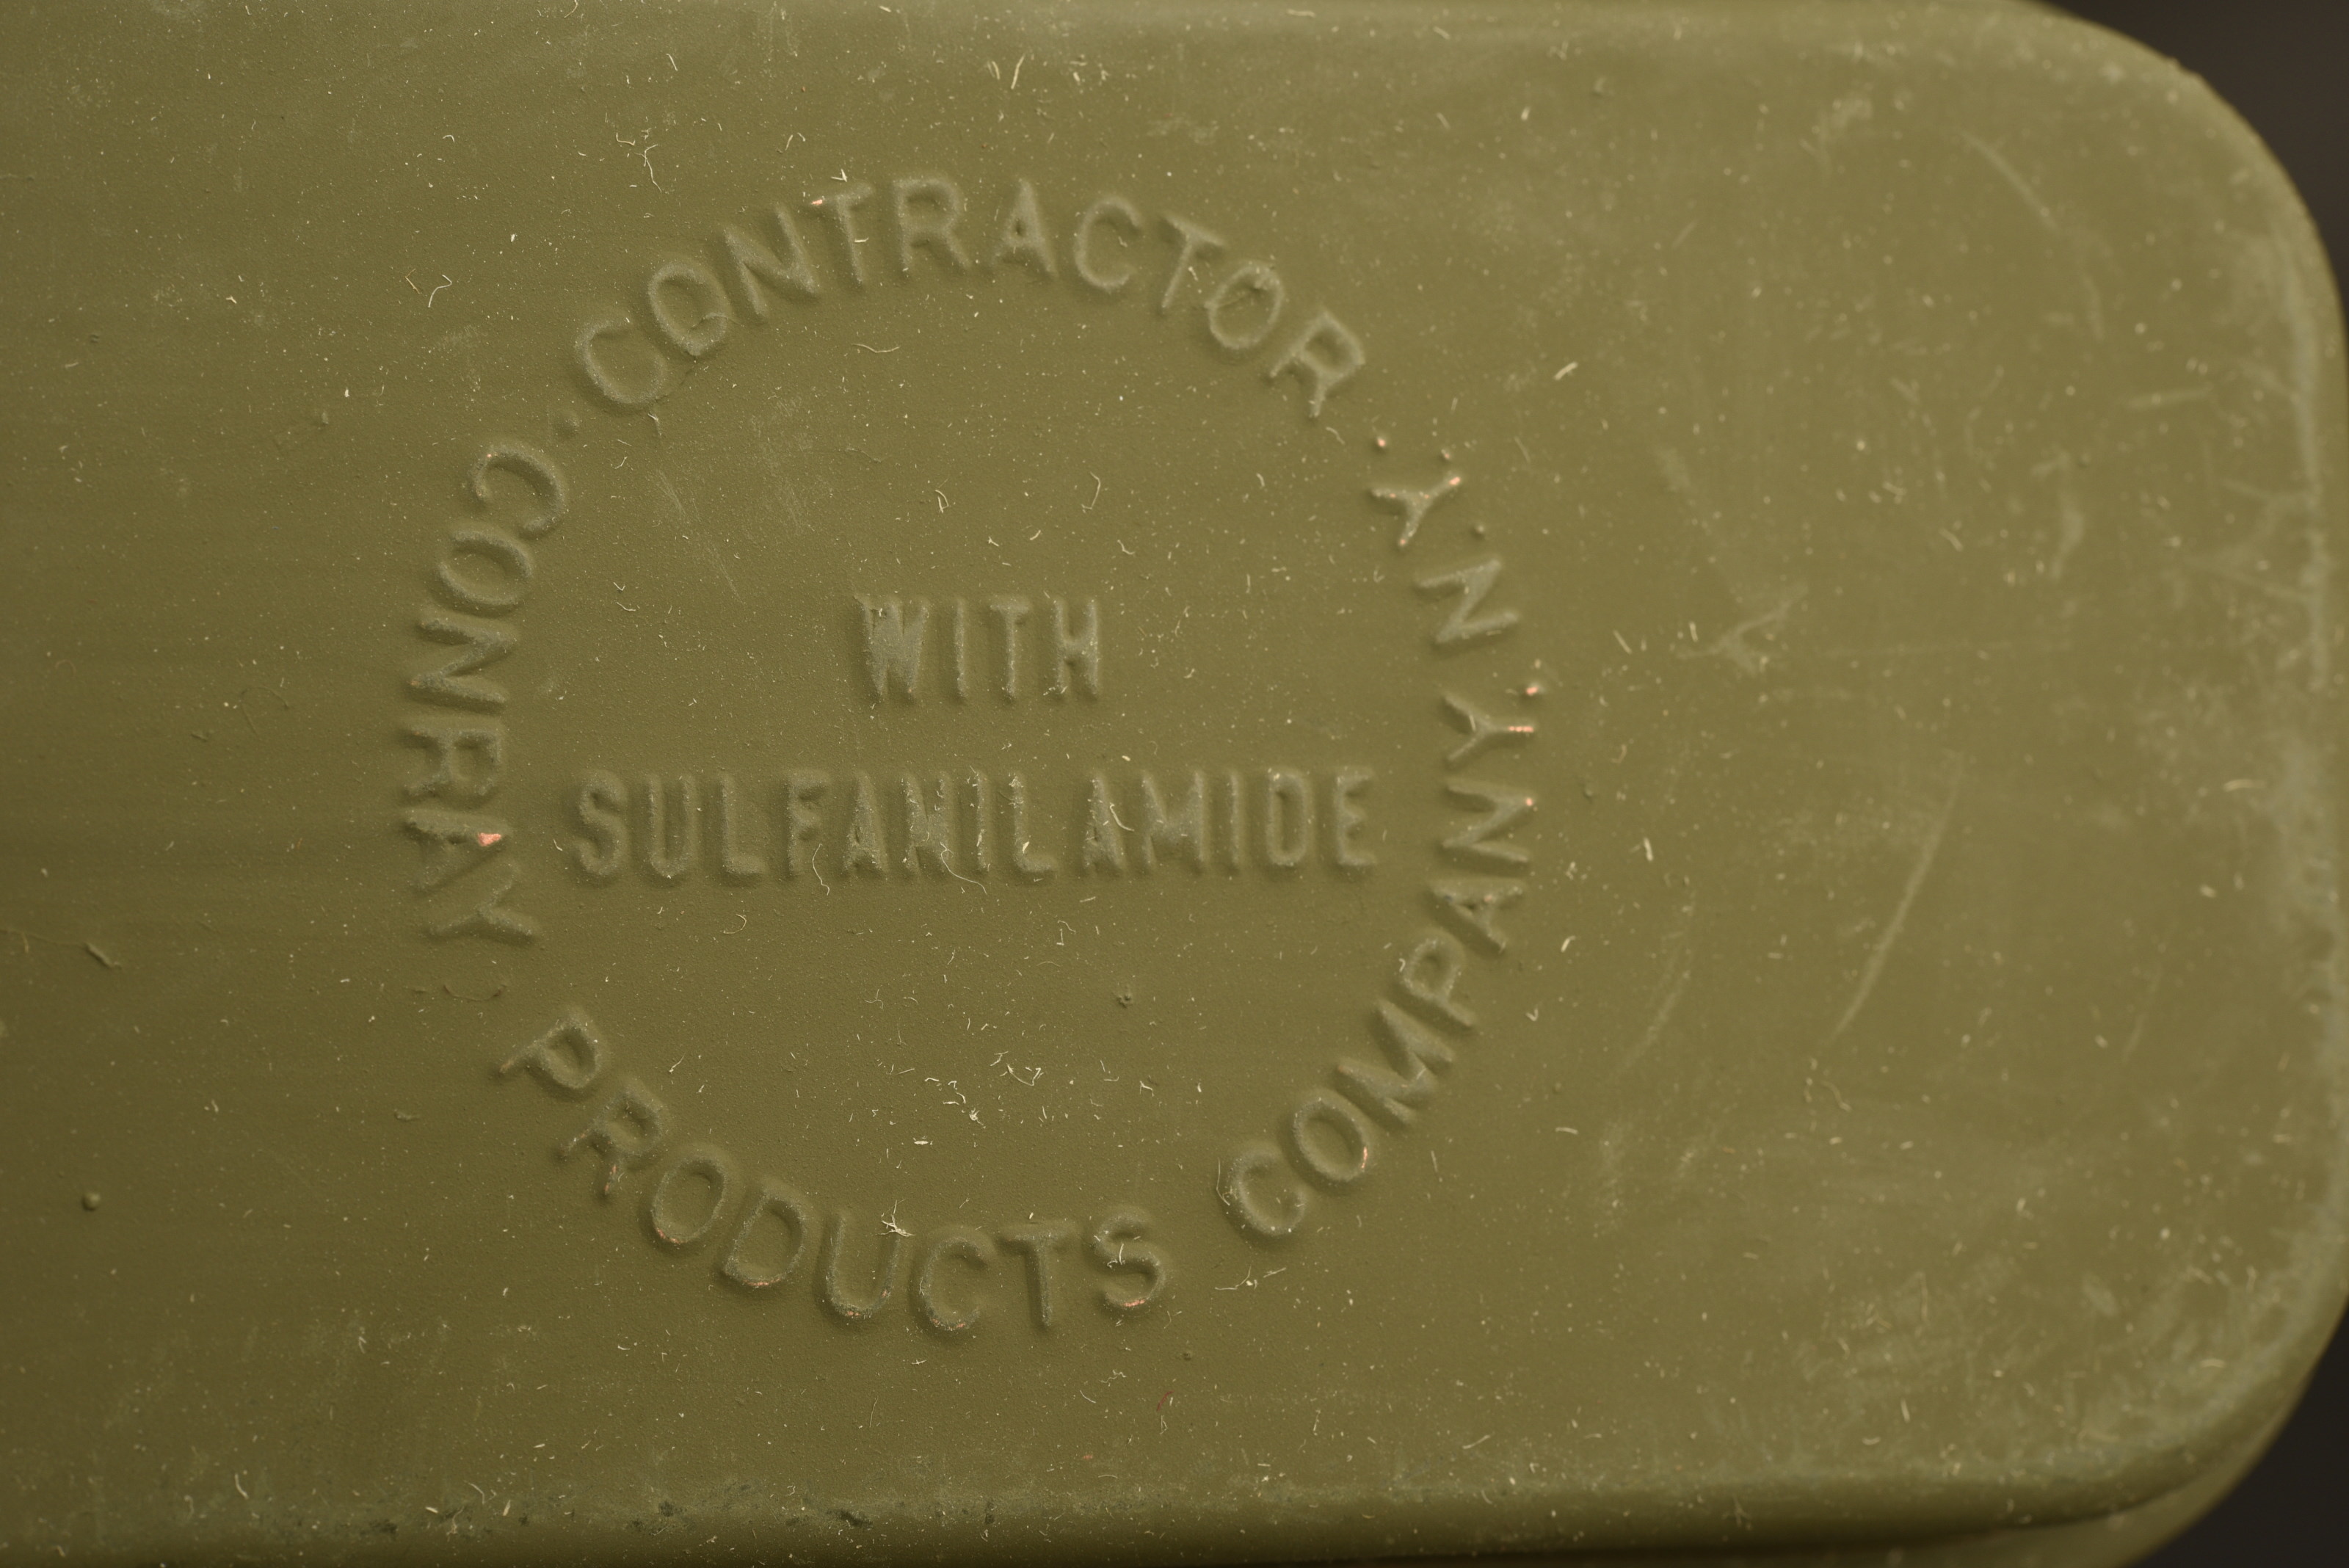 CONTRACTOR
CONRAY PRODUCTS COMPANY. N.Y.
WITH
SULFANILAMIDE